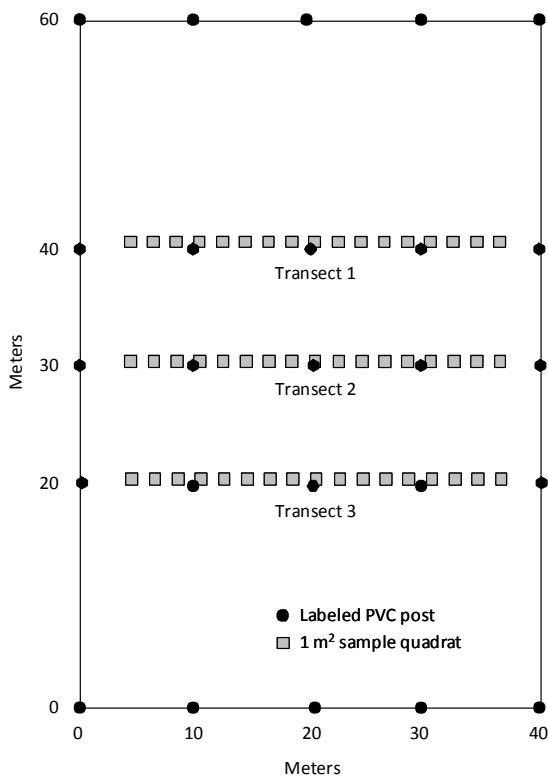 60
40
Transect 1
30
Transect 2
20
Transect 3
Labeled PVC post
1 m² sample quadrat
0
0 10 20 30 40
Meters
Meters